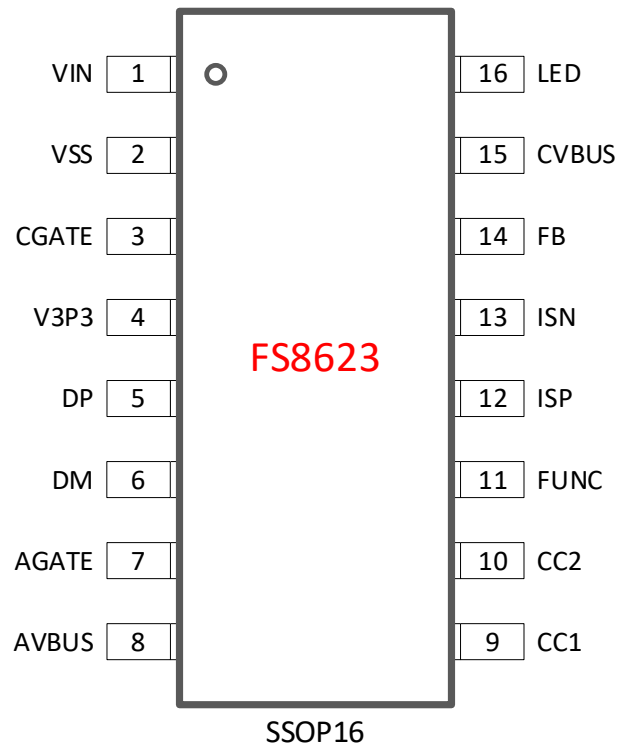 VIN 1 16 LED
VSS 2 15 CVBUS
CGATE 3 14 FB
V3P3 4 13 ISN
FS8623
DP 5 12 ISP
DM 6 11 FUNC
AGATE 7 10 CC2
AVBUS 8 9 CC1
SSOP16